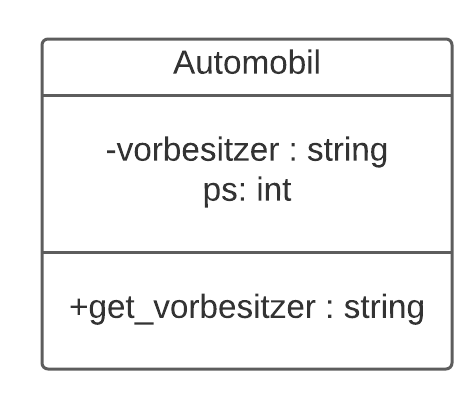 Automobil
-vorbesitzer : string
ps: int
+get_vorbesitzer : string